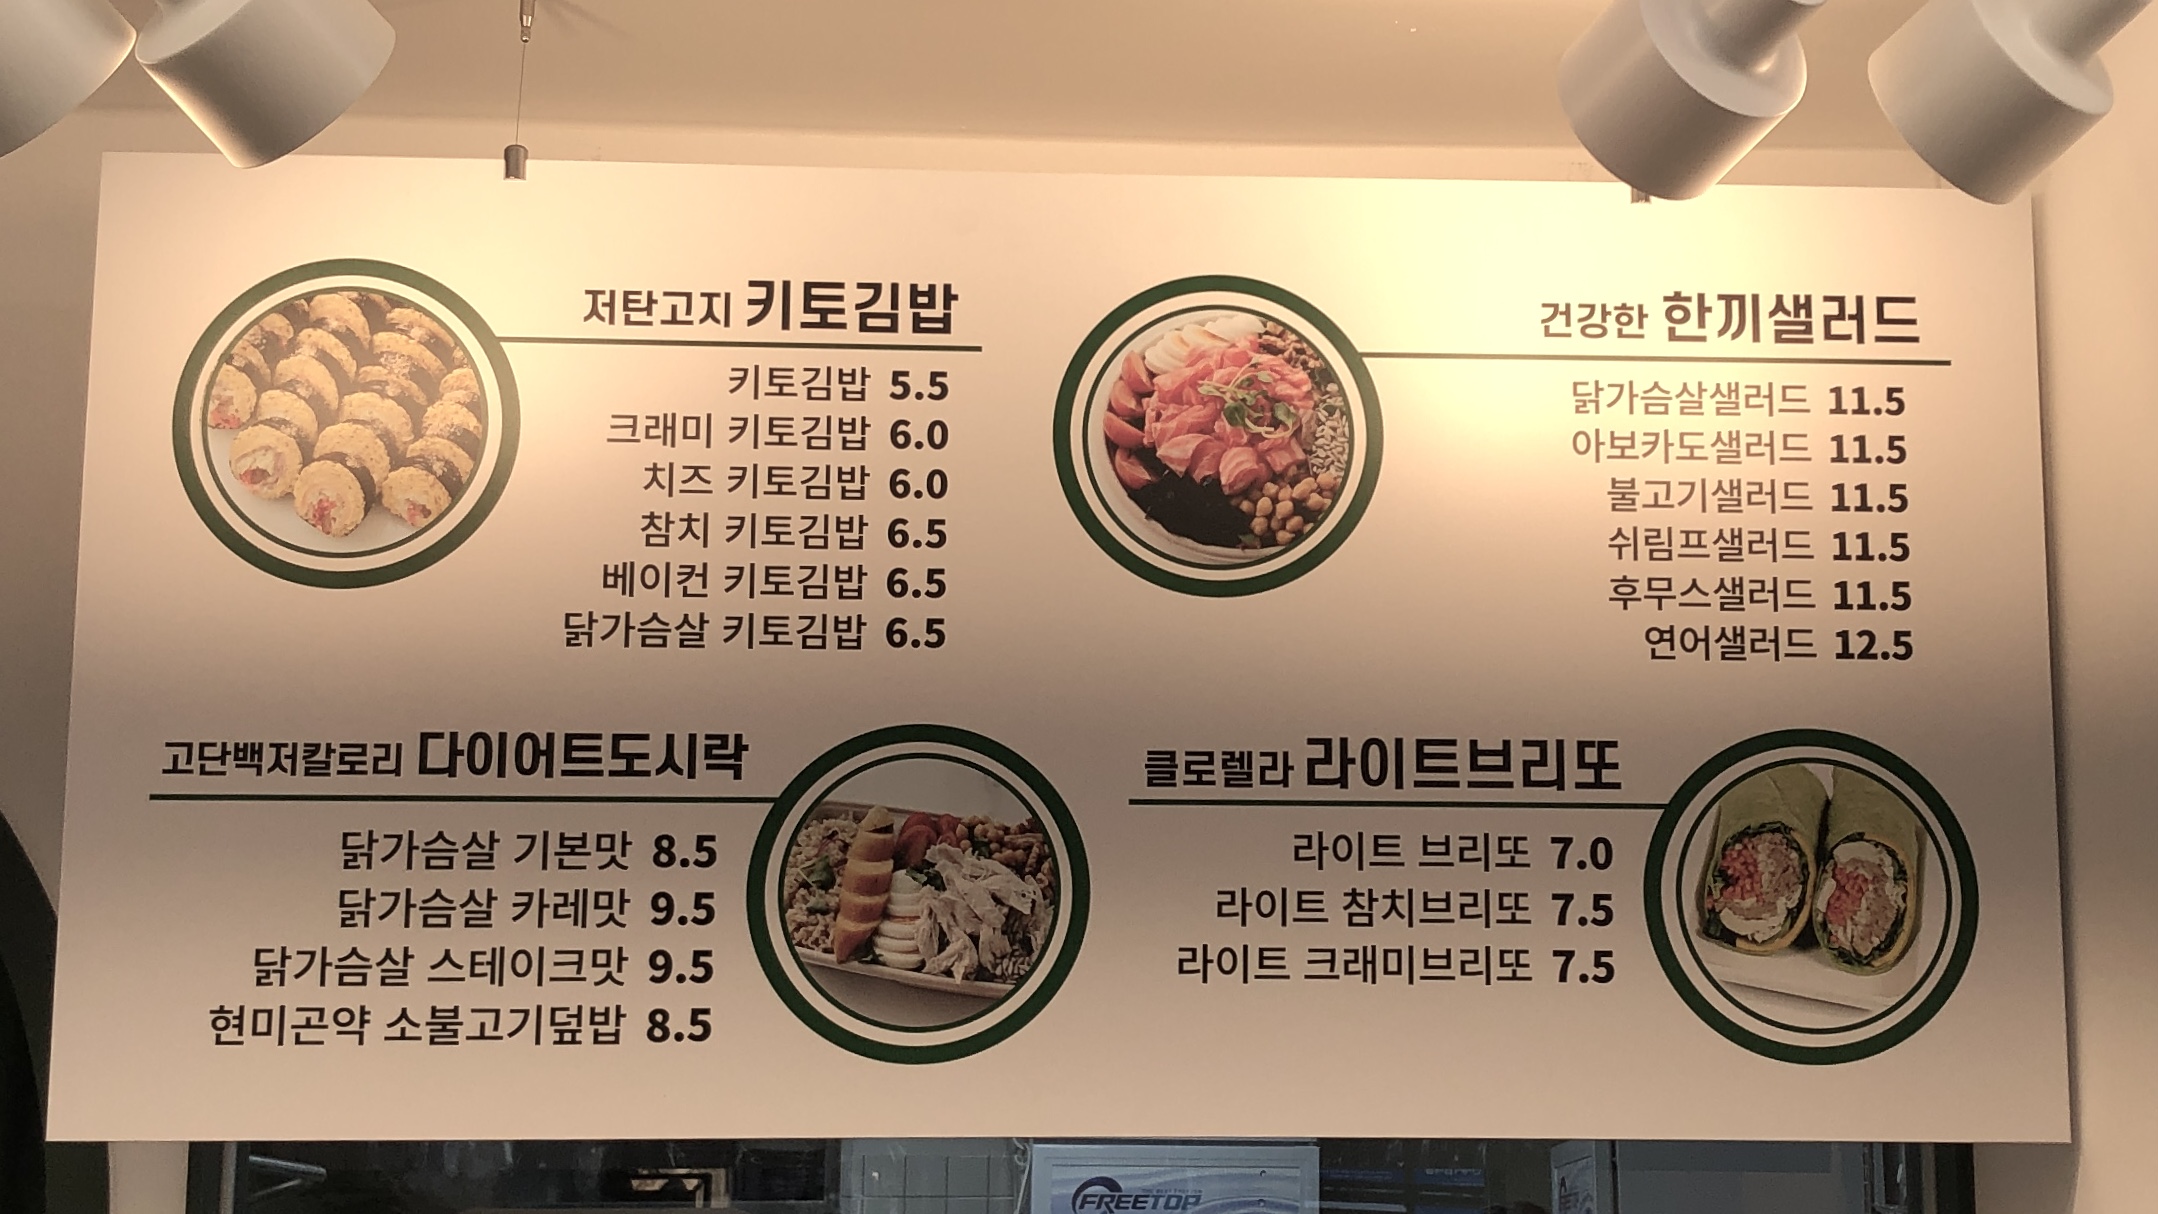 저탄고지 키토김밥
키토김밥 5.5
크래미 키토김밥 6.0
치즈 키토김밥 6.0
참치 키토김밥 6.5
베이컨 키토김밥 6.5
닭가슴살 키토김밥 6.5
건강한 한끼샐러드
닭가슴살샐러드 11.5
아보카도샐러드 11.5
불고기샐러드 11.5
쉬림프샐러드 11.5
후무스샐러드 11.5
연어샐러드 12.5
고단백저칼로리 다이어트도시락
닭가슴살 기본맛 8.5
닭가슴살 카레맛 9.5
닭가슴살 스테이크맛 9.5
현미곤약 소불고기덮밥 8.5
클로렐라 라이트브리또
라이트 브리또 7.0
라이트 참치브리또 7.5
라이트 크래미브리또 7.5
FREETOP